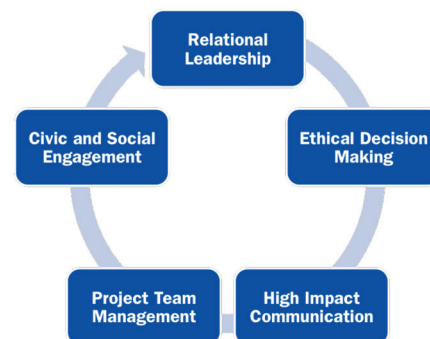 Relational
Leadership
Ethical Decision
Making
High Impact
Communication
Project Team
Management
Civic and Social
Engagement